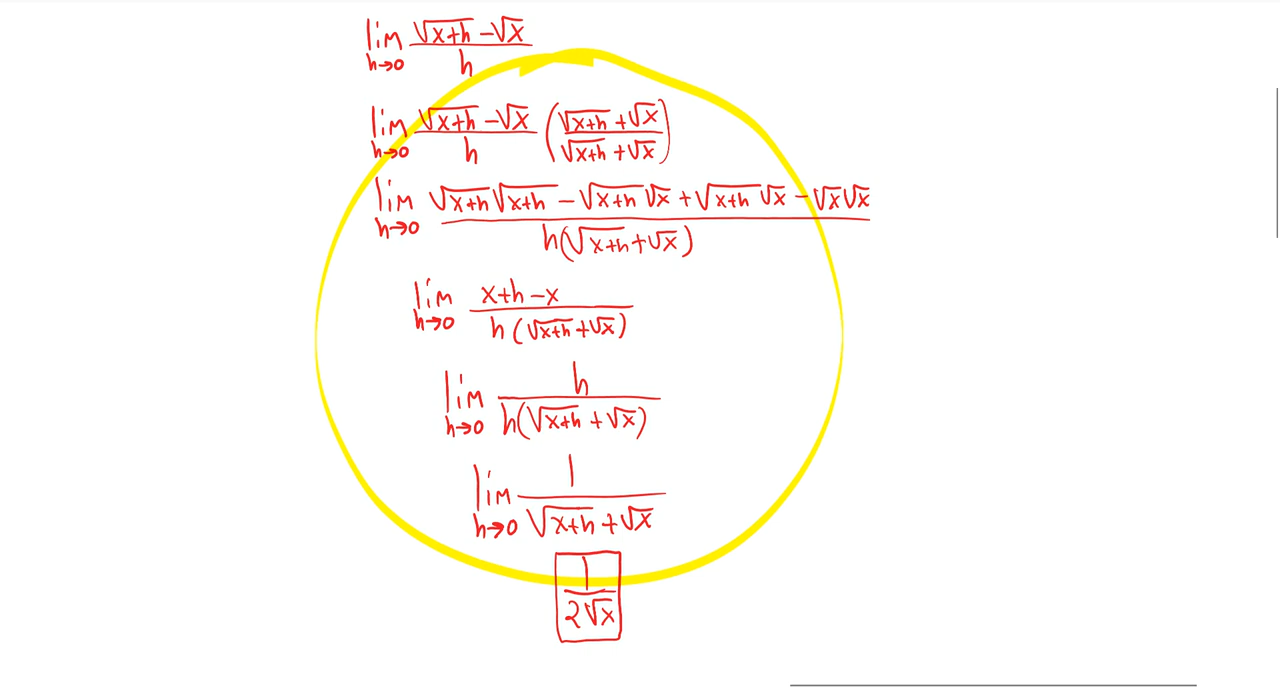 lim h→0 (√(x+h) - √x)/h
lim h→0 (√(x+h) - √x)/h ((√(x+h) + √x)/(√(x+h) + √x))
lim h→0 (√(x+h)√(x+h) - √(x+h)√x + √(x+h)√x - √x√x)/(h(√(x+h) + √x))
lim h→0 (x+h-x)/(h(√(x+h) + √x))
lim h→0 h/(h(√(x+h) + √x))
lim h→0 1/(√(x+h) + √x)
1/(2√x)